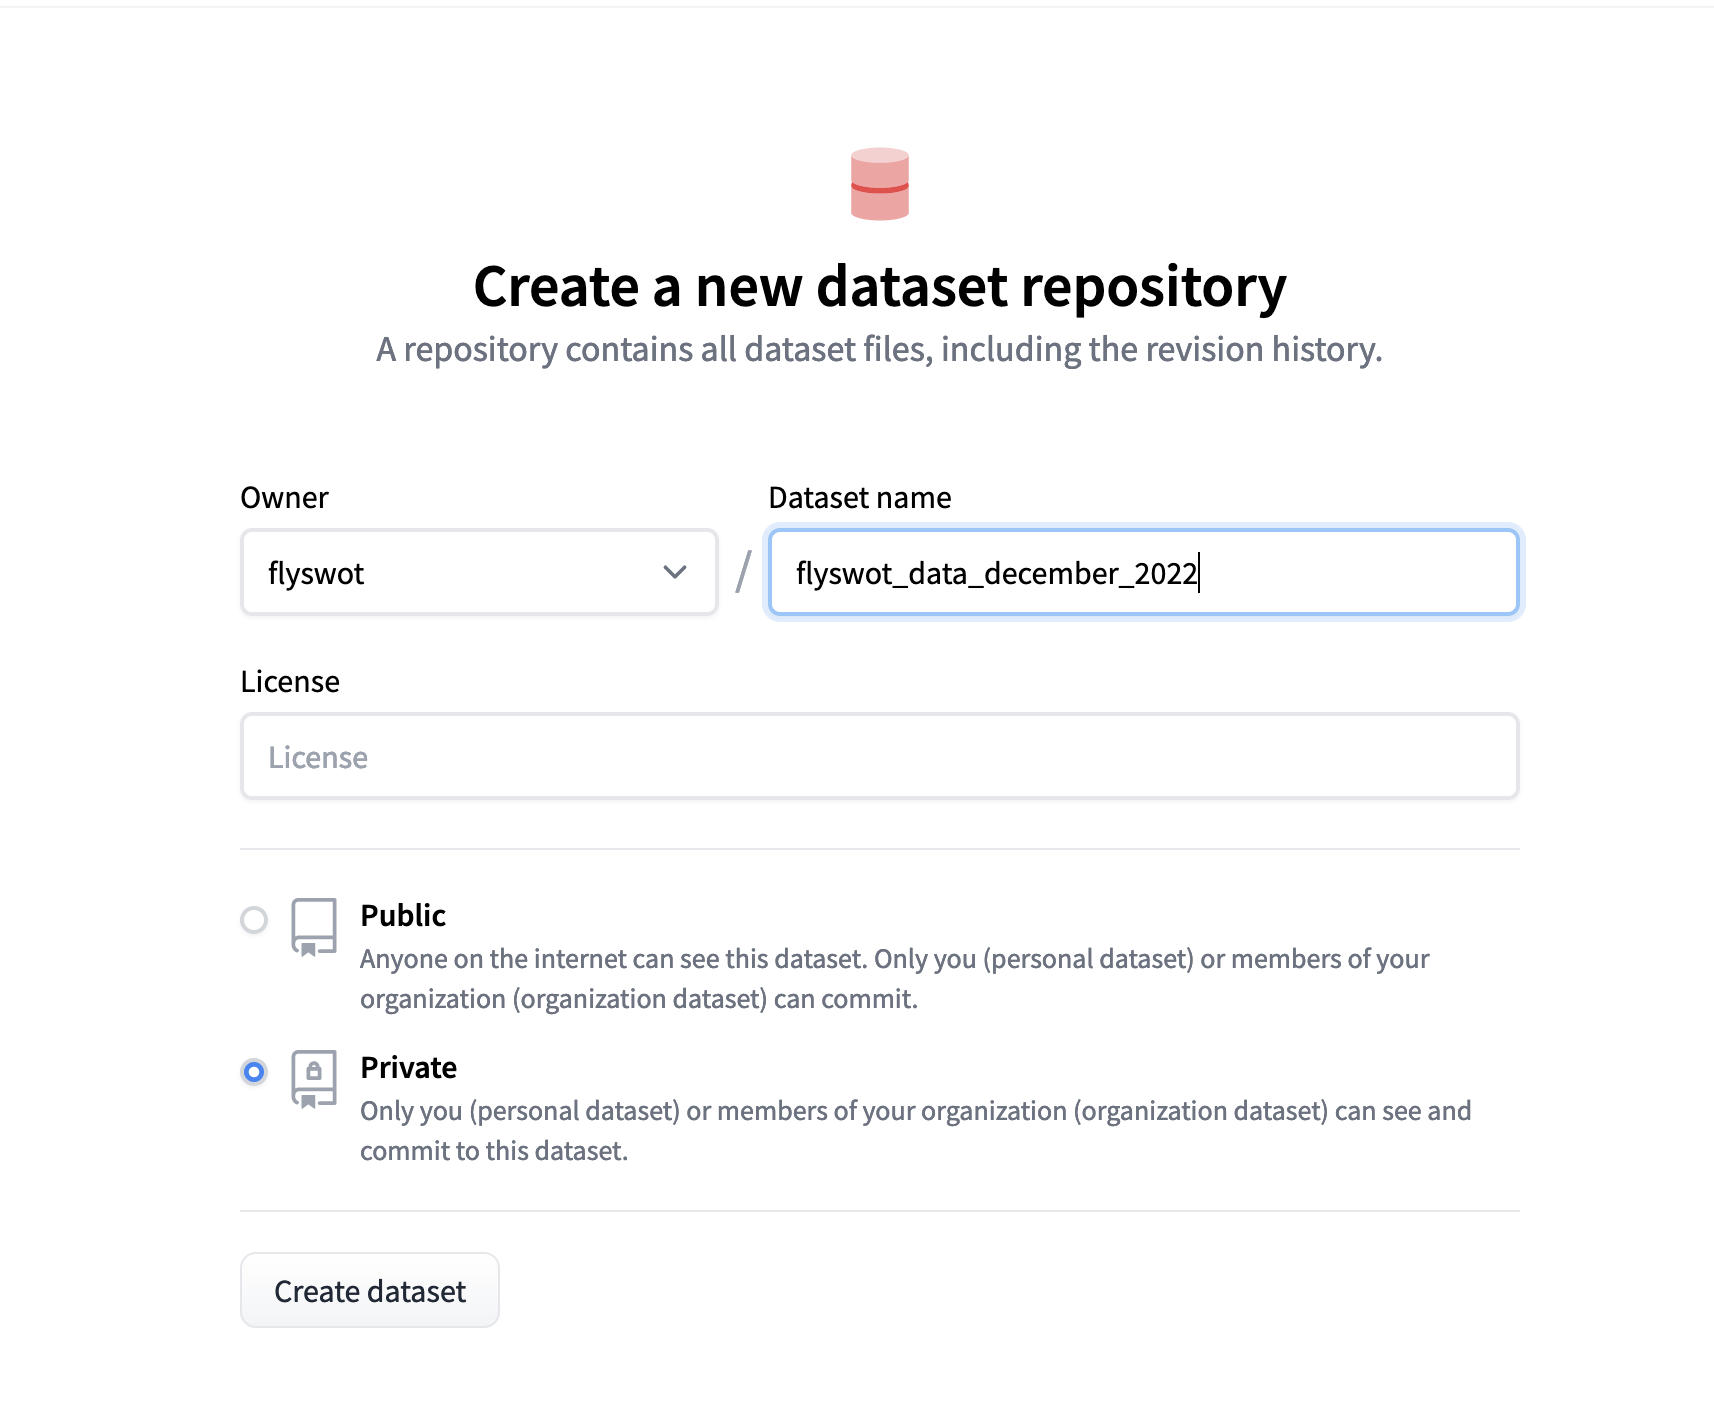 Create a new dataset repository
A repository contains all dataset files, including the revision history.
Owner
Dataset name
flyswot
/
flyswot_data_december_2022
License
License
Public
Anyone on the internet can see this dataset. Only you (personal dataset) or members of your
organization (organization dataset) can commit.
Private
Only you (personal dataset) or members of your organization (organization dataset) can see and
commit to this dataset.
Create dataset